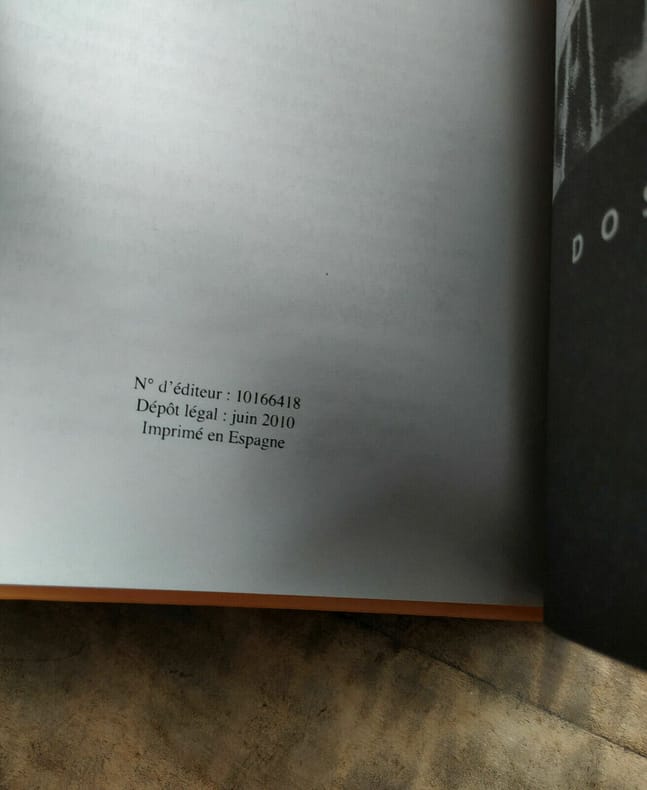 N° d'éditeur : 10166418
Dépôt légal : juin 2010
Imprimé en Espagne